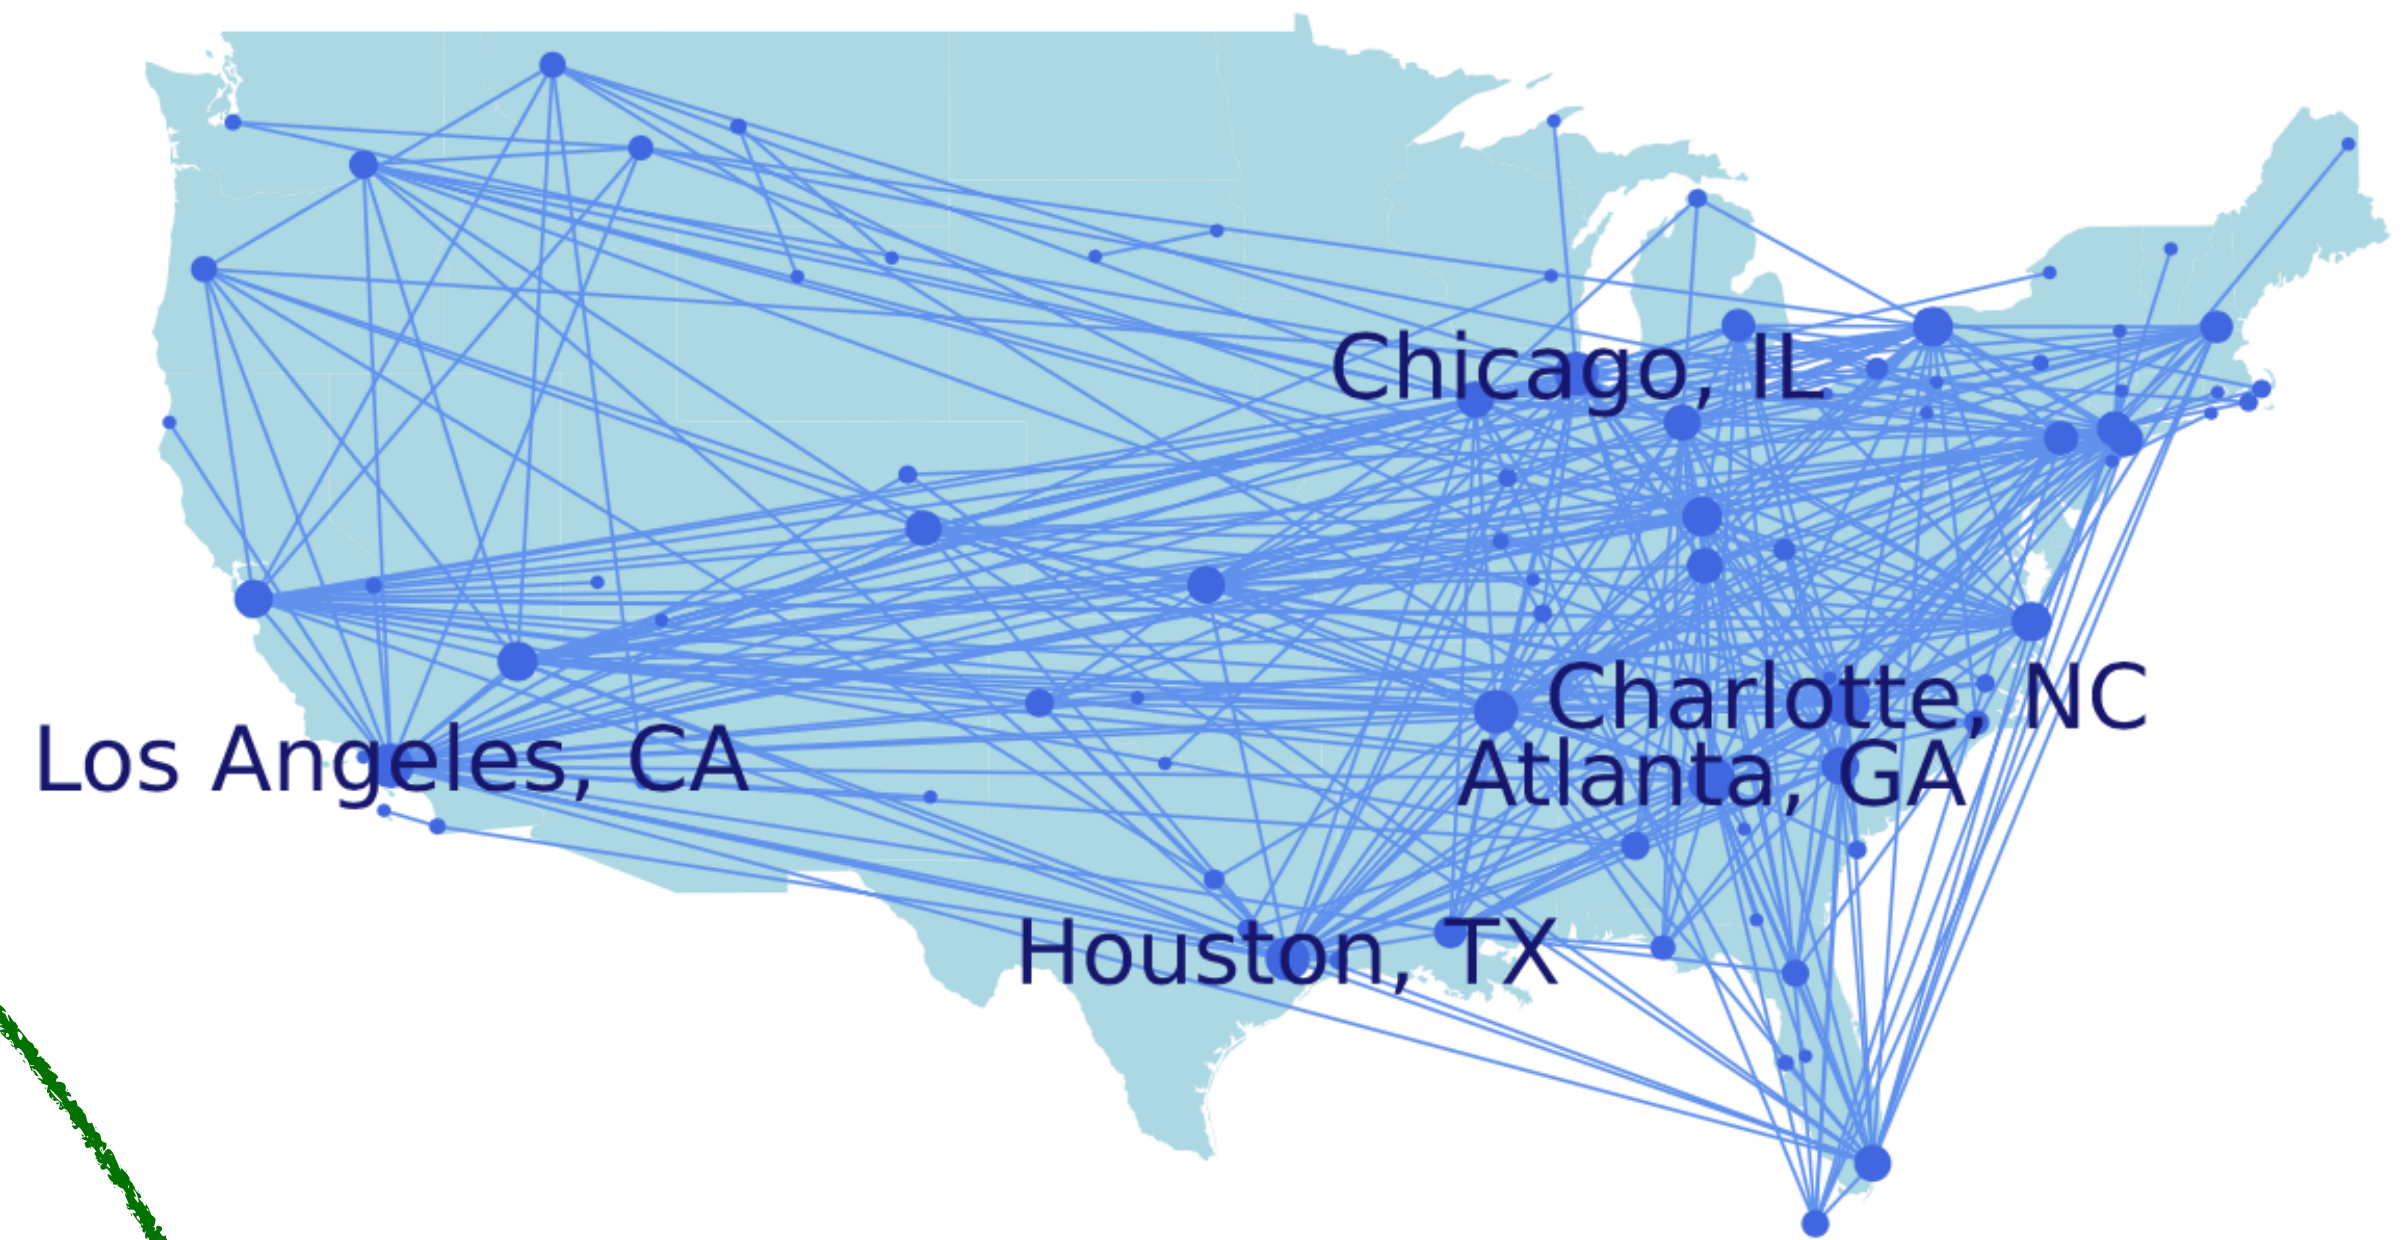 Chicago, IL
Charlotte, NC
Los Angeles, CA
Atlanta, GA
Houston, TX